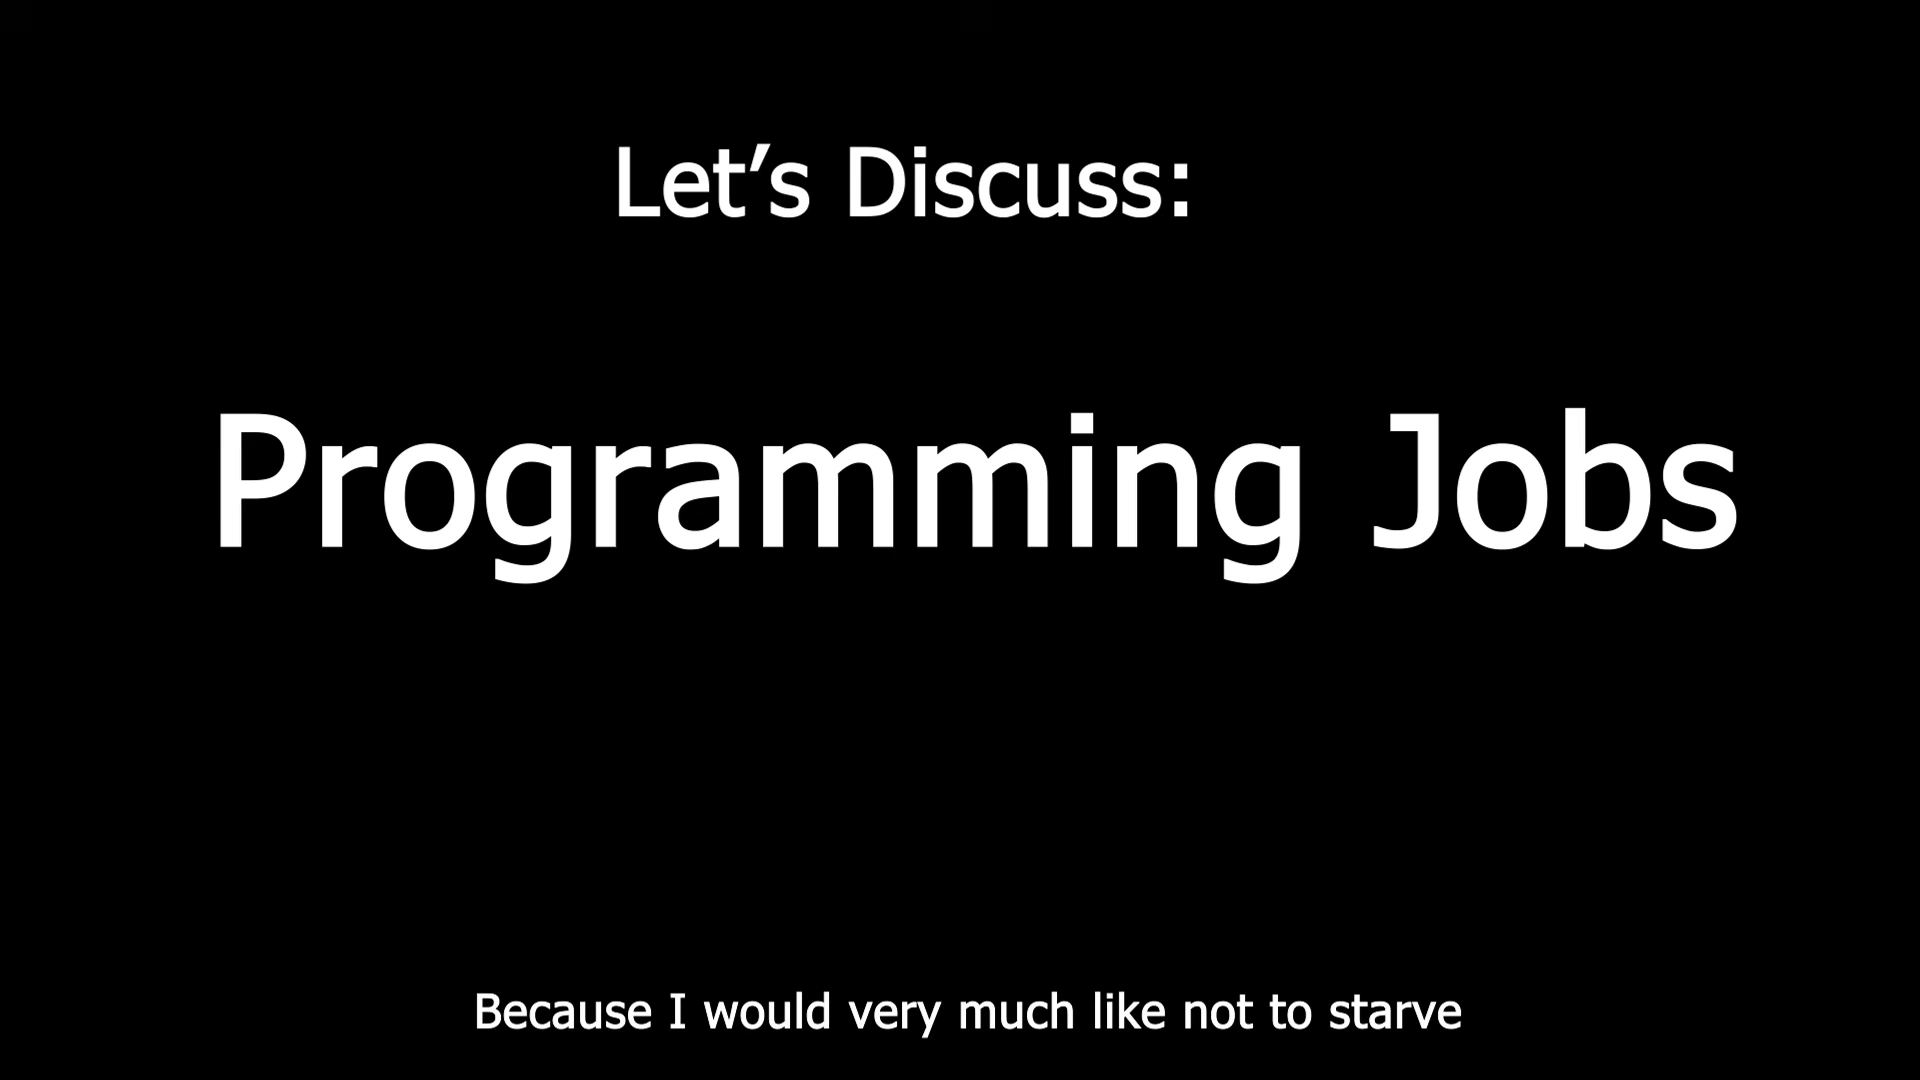 Let’s Discuss:
Programming Jobs
Because I would very much like not to starve